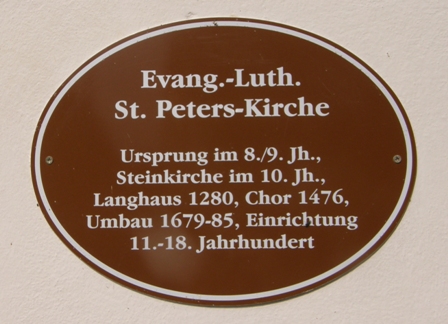 Evang.-Luth.
St. Peters-Kirche
Ursprung im 8./9. Jh.,
Steinkirche im 10. Jh.,
Langhaus 1280, Chor 1476,
Umbau 1679-85, Einrichtung
11.-18. Jahrhundert